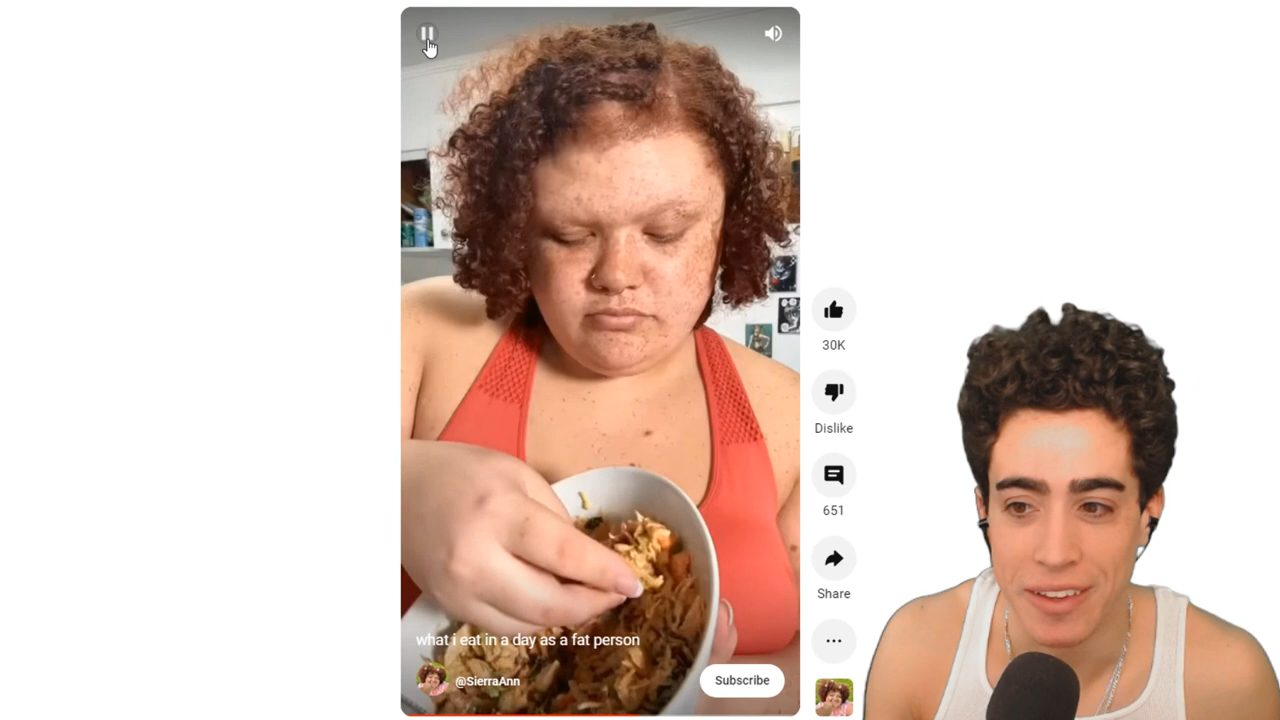 30K
Dislike
651
Share
what i eat in a day as a fat person
@SierraAnn
Subscribe